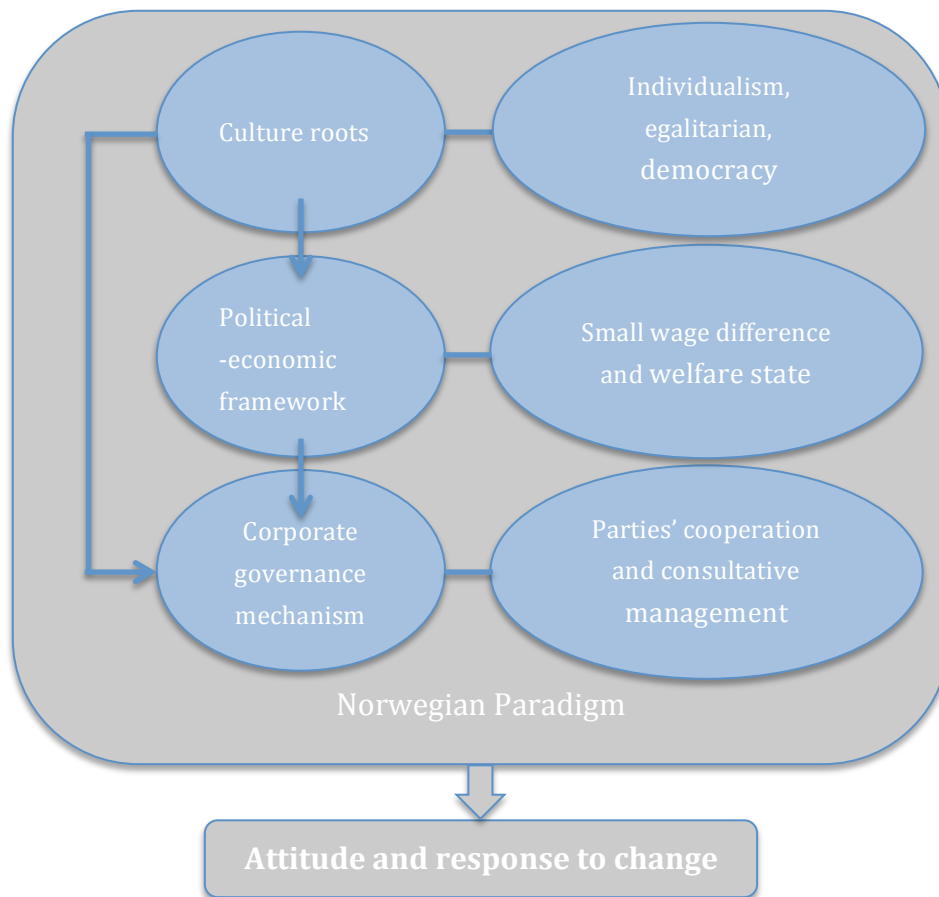 Culture roots
Individualism,
egalitarian,
democracy
Political
-economic
framework
Small wage difference
and welfare state
Corporate
governance
mechanism
Parties’ cooperation
and consultative
management
Norwegian Paradigm
Attitude and response to change